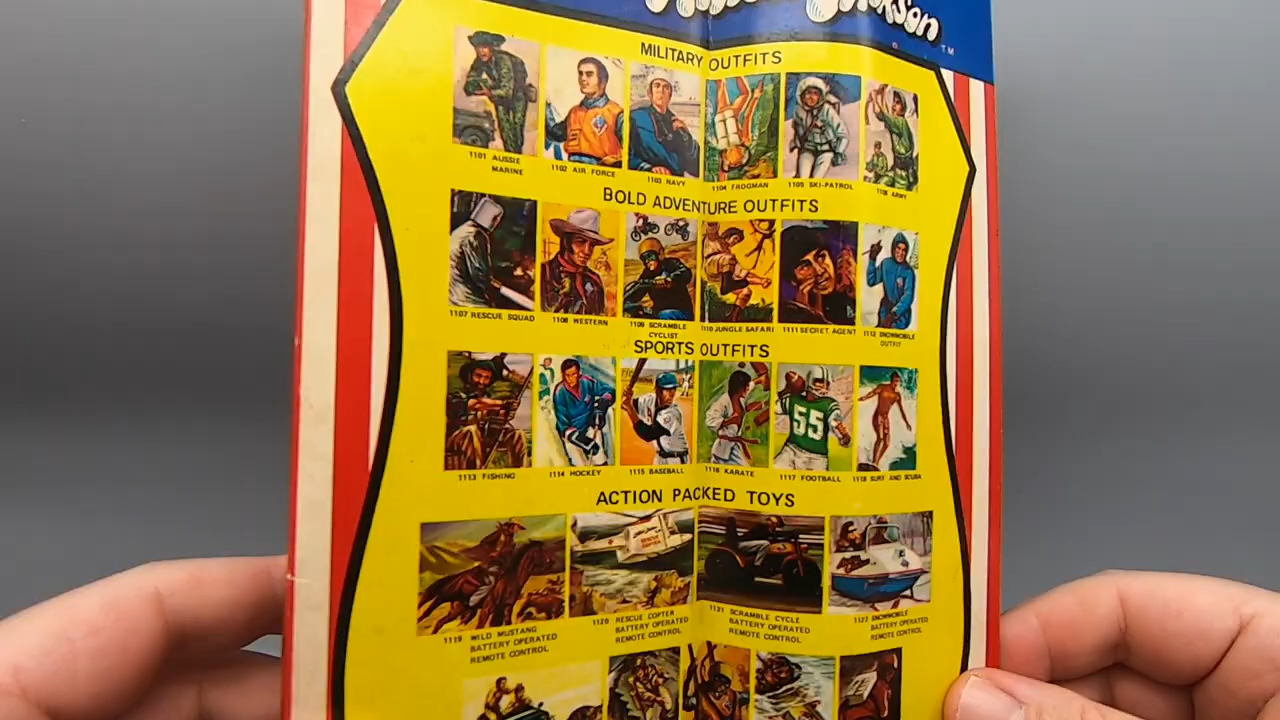 TM
MILITARY OUTFITS
1101 AUSSIE
MARINE
1102 AIR FORCE
1103 NAVY
1104 FROGMAN
1105 SKI-PATROL
1106 ARMY
BOLD ADVENTURE OUTFITS
1107 RESCUE SQUAD
1108 WESTERN
1109 SCRAMBLE
CYCLIST
1110 JUNGLE SAFARI
1111 SECRET AGENT
1112 SNOWMOBILE
OUTFIT
SPORTS OUTFITS
1113 FISHING
1114 HOCKEY
1115 BASEBALL
1116 KARATE
55
1117 FOOTBALL
1118 SURF AND SCUBA
ACTION PACKED TOYS
1119 WILD MUSTANG
BATTERY OPERATED
REMOTE CONTROL
RESCUE
COPTER
1120 RESCUE COPTER
BATTERY OPERATED
REMOTE CONTROL
1121 SCRAMBLE CYCLE
BATTERY OPERATED
REMOTE CONTROL
1122 SNOWMOBILE
BATTERY OPERATED
REMOTE CONTROL